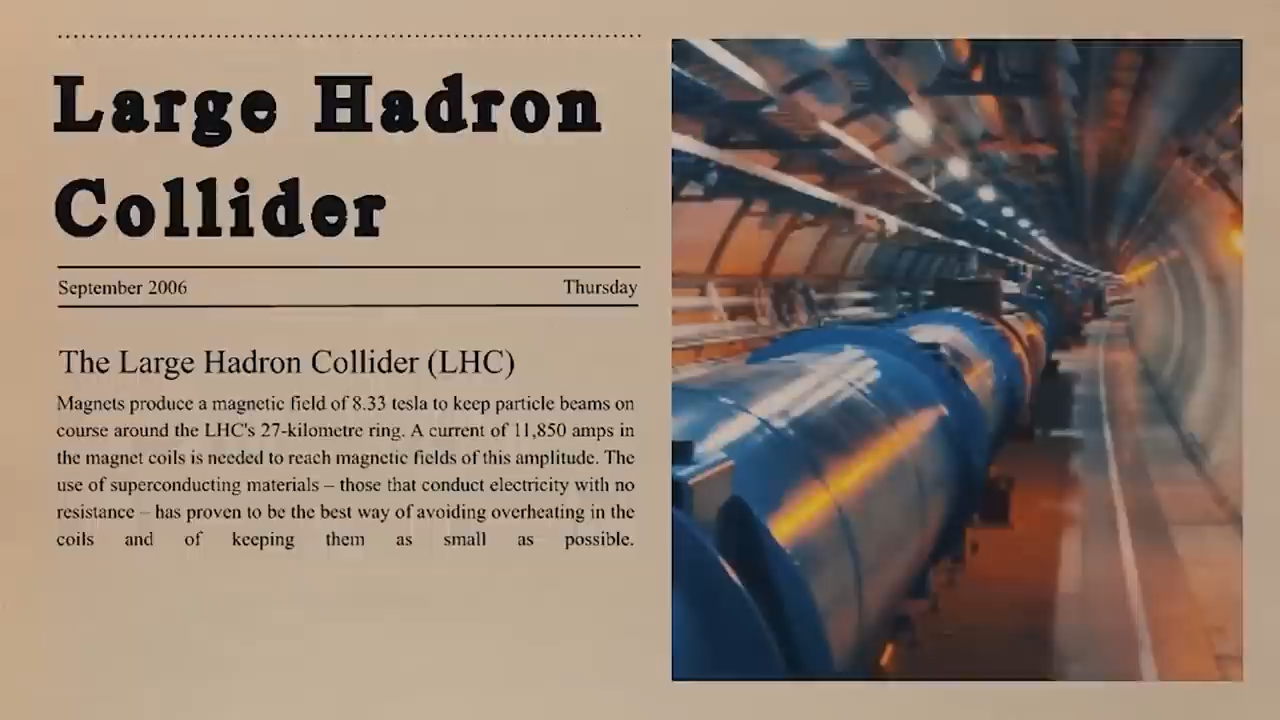 Large Hadron
Collider
September 2006 Thursday
The Large Hadron Collider (LHC)
Magnets produce a magnetic field of 8.33 tesla to keep particle beams on
course around the LHC's 27-kilometre ring. A current of 11,850 amps in
the magnet coils is needed to reach magnetic fields of this amplitude. The
use of superconducting materials – those that conduct electricity with no
resistance – has proven to be the best way of avoiding overheating in the
coils and of keeping them as small as possible.